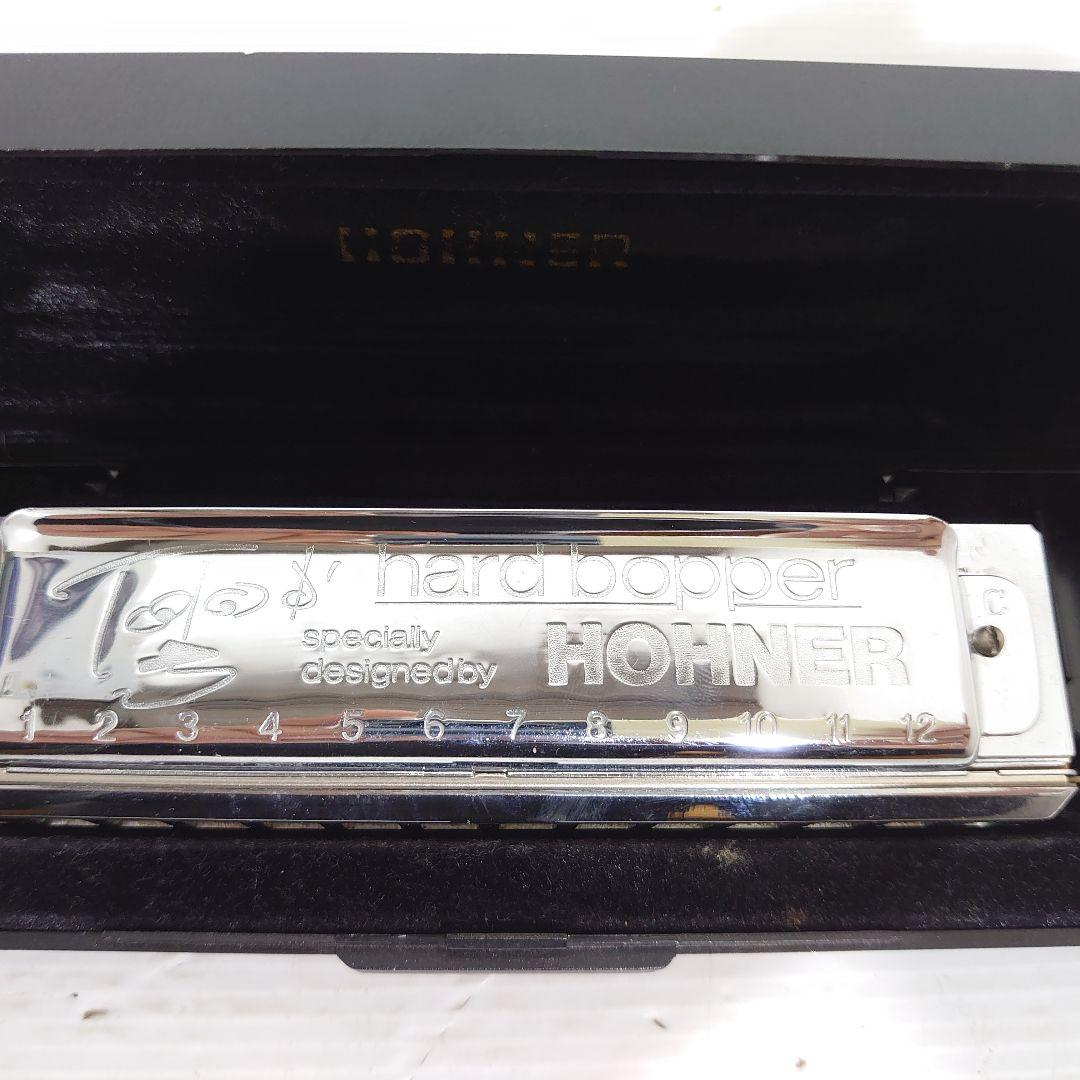 HOHNER
Toots' hard bopper
specially
designed by HOHNER
C
1 2 3 4 5 6 7 8 9 10 11 12